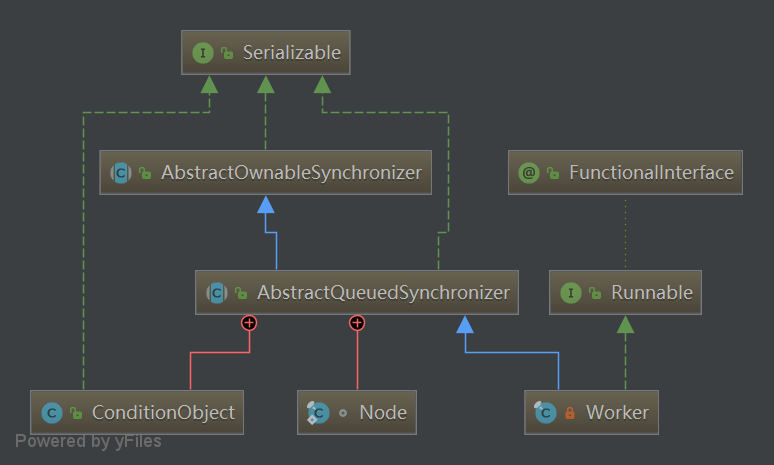 I Serializable
C AbstractOwnableSynchronizer
@ FunctionalInterface
C AbstractQueuedSynchronizer
I Runnable
C ConditionObject
C Node
C Worker
Powered by yFiles